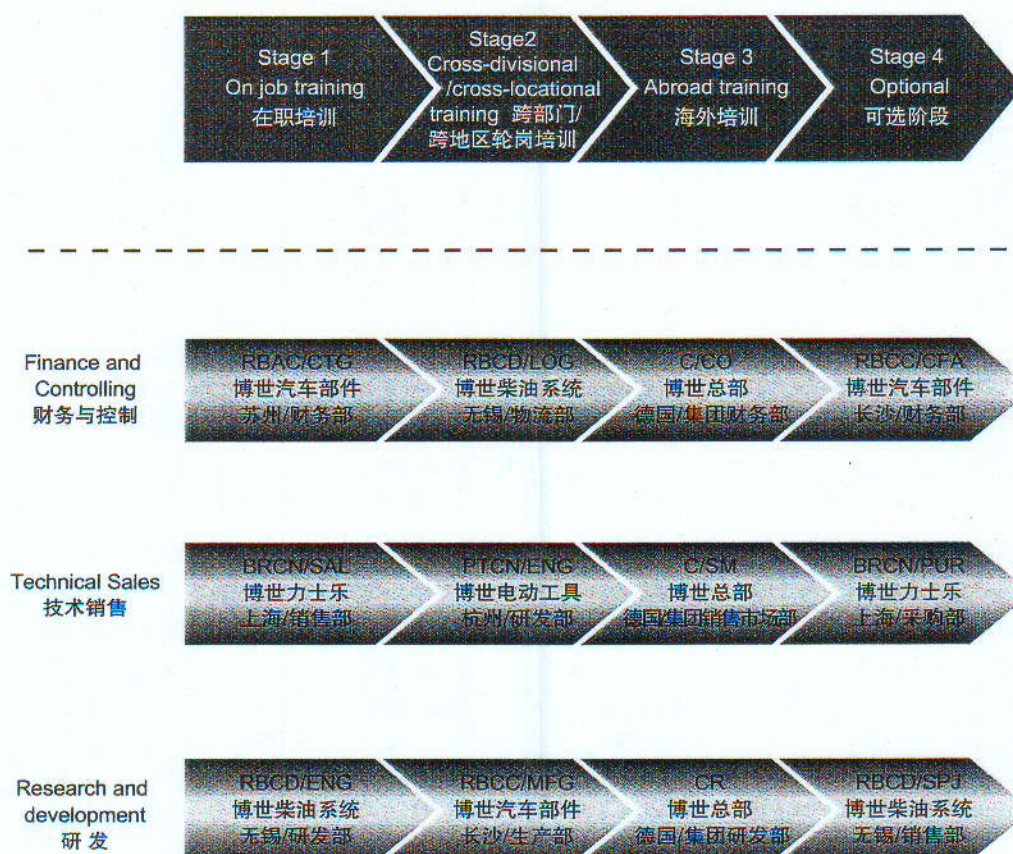 Stage 1
On job training
在职培训
Stage2
Cross-divisional
/cross-locational
training 跨部门/
跨地区轮岗培训
Stage 3
Abroad training
海外培训
Stage 4
Optional
可选阶段
Finance and
Controlling
财务与控制
RBAC/CTG
博世汽车部件
苏州/财务部
RBCD/LOG
博世柴油系统
无锡/物流部
C/CO
博世总部
德国/集团财务部
RBCC/CFA
博世汽车部件
长沙/财务部
Technical Sales
技术销售
BRCN/SAL
博世力士乐
上海/销售部
PTCN/ENG
博世电动工具
杭州/研发部
C/SM
博世总部
德国/集团销售市场部
BRCN/PUR
博世力士乐
上海/采购部
Research and
development
研 发
RBCD/ENG
博世柴油系统
无锡/研发部
RBCC/MFG
博世汽车部件
长沙/生产部
CR
博世总部
德国/集团研发部
RBCD/SPJ
博世柴油系统
无锡/销售部